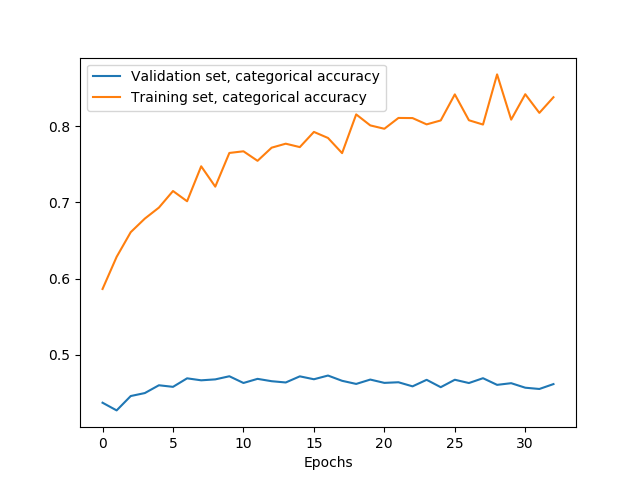 Validation set, categorical accuracy
Training set, categorical accuracy
0.8
0.7
0.6
0.5
0 5 10 15 20 25 30
Epochs